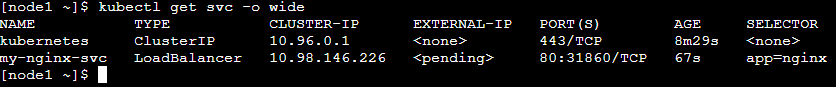 [node1 ~]$ kubectl get svc -o wide
NAME TYPE CLUSTER-IP EXTERNAL-IP PORT(S) AGE SELECTOR
kubernetes ClusterIP 10.96.0.1 <none> 443/TCP 8m29s <none>
my-nginx-svc LoadBalancer 10.98.146.226 <pending> 80:31860/TCP 67s app=nginx
[node1 ~]$